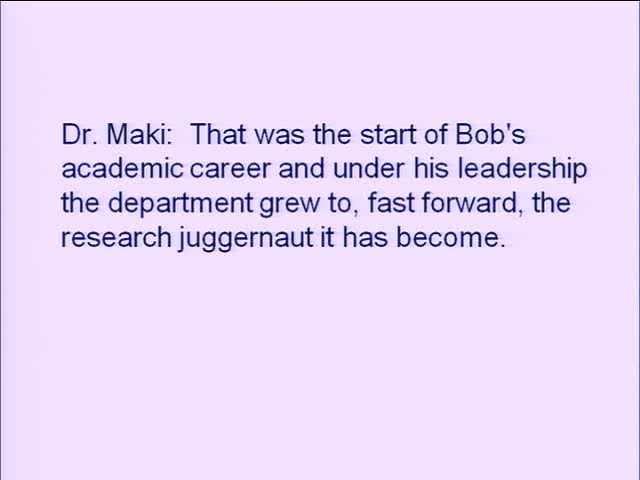 Dr. Maki:  That was the start of Bob's
academic career and under his leadership
the department grew to, fast forward, the
research juggernaut it has become.